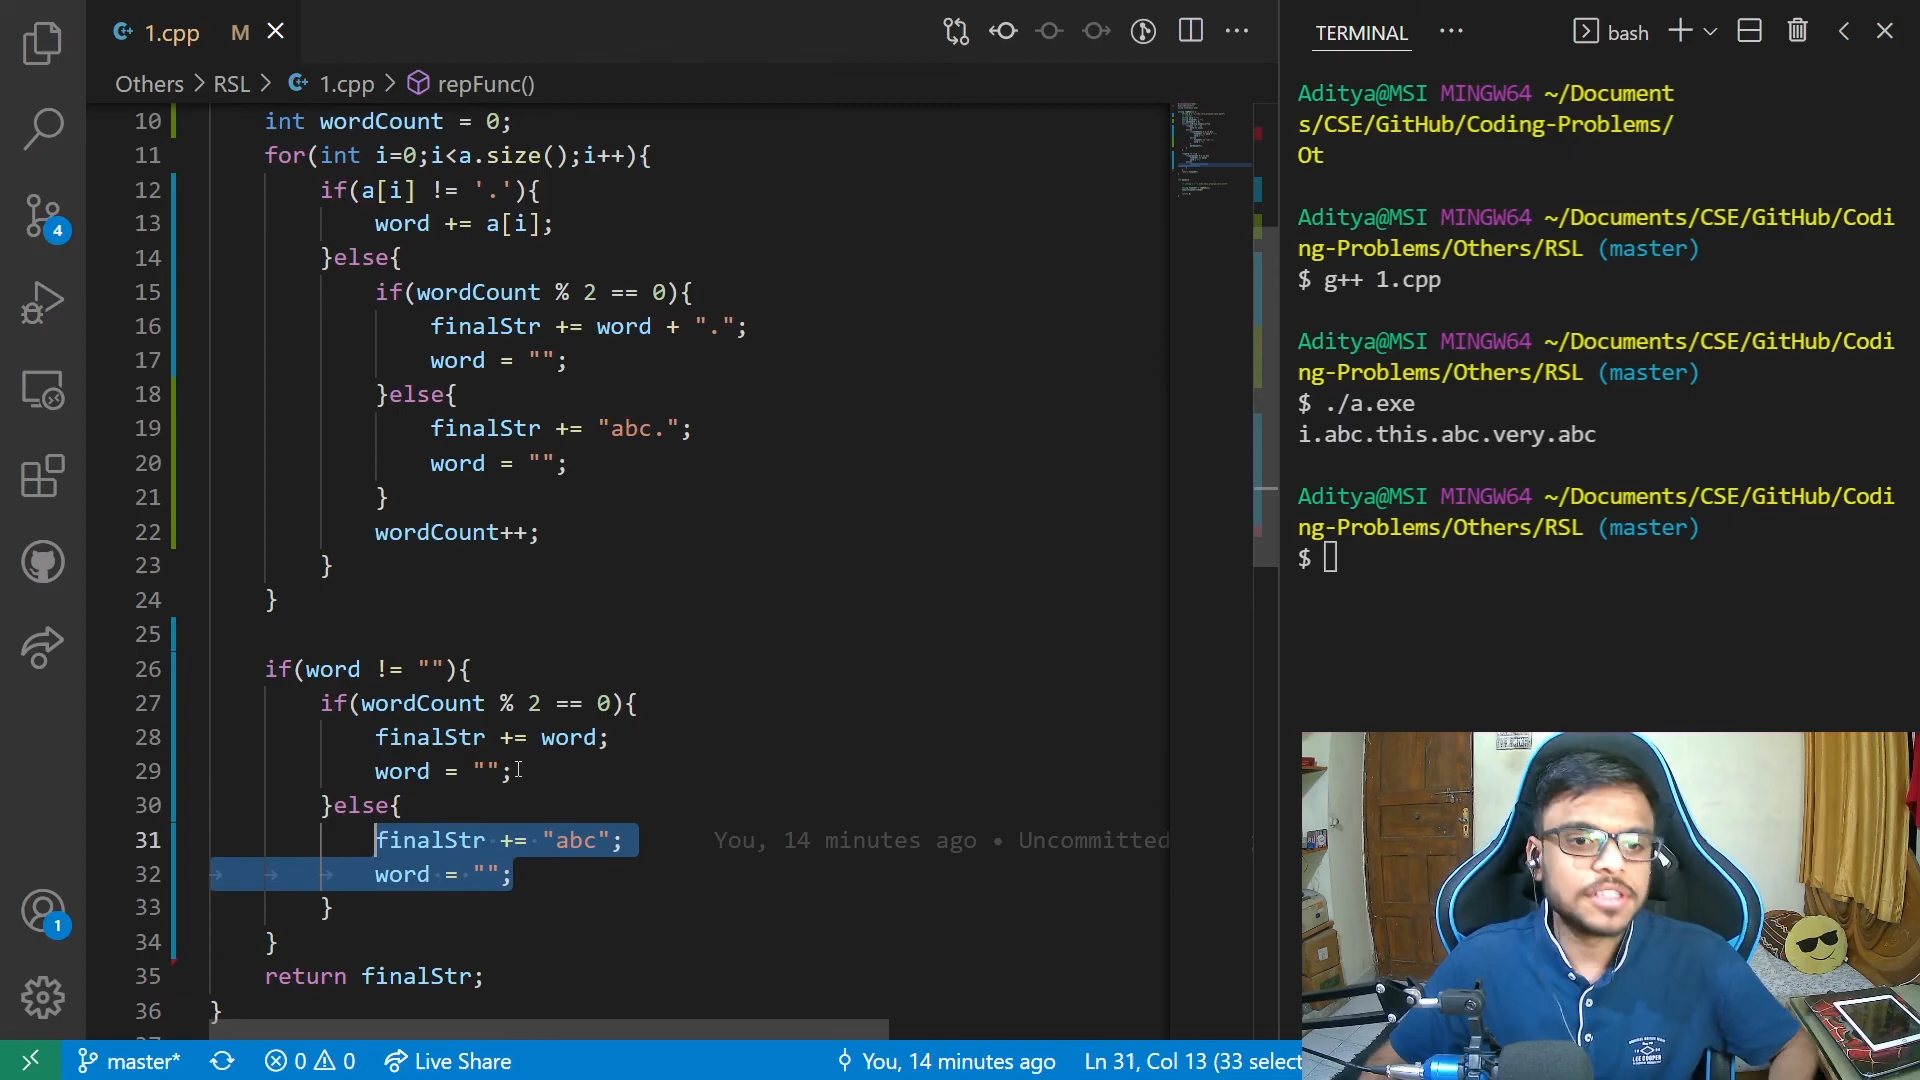 1.cpp M
TERMINAL ···
bash
Others > RSL > 1.cpp > repFunc()
10 int wordCount = 0;
11 for(int i=0;i<a.size();i++){
12 if(a[i] != '.'){
13 word += a[i];
14 }else{
15 if(wordCount % 2 == 0){
16 finalStr += word + ".";
17 word = "";
18 }else{
19 finalStr += "abc.";
20 word = "";
21 }
22 wordCount++;
23 }
24 }
25
26 if(word != ""){
27 if(wordCount % 2 == 0){
28 finalStr += word;
29 word = "";
30 }else{
31 finalStr += "abc"; You, 14 minutes ago • Uncommitted
32 word = "";
33 }
34 }
35 return finalStr;
36 }
Aditya@MSI MINGW64 ~/Document
s/CSE/GitHub/Coding-Problems/
Ot
Aditya@MSI MINGW64 ~/Documents/CSE/GitHub/Codi
ng-Problems/Others/RSL (master)
$ g++ 1.cpp
Aditya@MSI MINGW64 ~/Documents/CSE/GitHub/Codi
ng-Problems/Others/RSL (master)
$ ./a.exe
i.abc.this.abc.very.abc
Aditya@MSI MINGW64 ~/Documents/CSE/GitHub/Codi
ng-Problems/Others/RSL (master)
$
4
1
LEE COOPER
master* 0 0 Live Share You, 14 minutes ago Ln 31, Col 13 (33 select